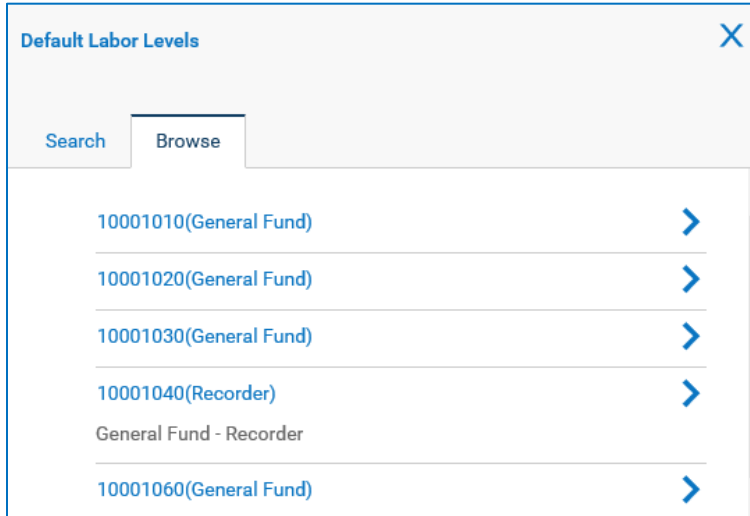 Default Labor Levels
Search
Browse
10001010(General Fund)
10001020(General Fund)
10001030(General Fund)
10001040(Recorder)
General Fund - Recorder
10001060(General Fund)